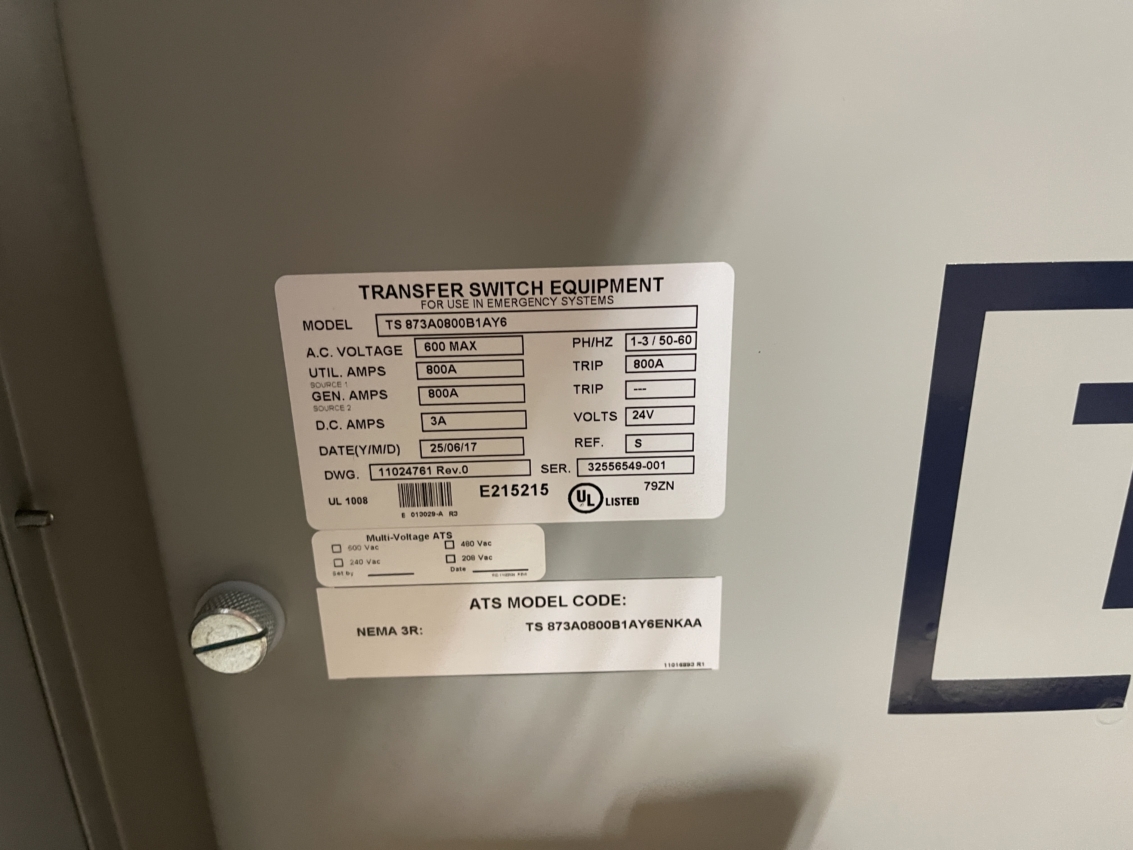 TRANSFER SWITCH EQUIPMENT
FOR USE IN EMERGENCY SYSTEMS
MODEL TS 873A0800B1AY6
A.C. VOLTAGE 600 MAX PH/HZ 1-3 / 50-60
UTIL. AMPS 800A TRIP 800A
SOURCE 1
GEN. AMPS 800A TRIP ---
SOURCE 2
D.C. AMPS 3A VOLTS 24V
DATE(Y/M/D) 25/06/17 REF. S
DWG. 11024761 Rev.0 SER. 32556549-001
UL 1008 E215215 UL LISTED 79ZN
E 013029-A R3
Multi-Voltage ATS
600 Vac 480 Vac
240 Vac 208 Vac
Set By Date
ATS MODEL CODE:
NEMA 3R: TS 873A0800B1AY6ENKAA
11016893 R1